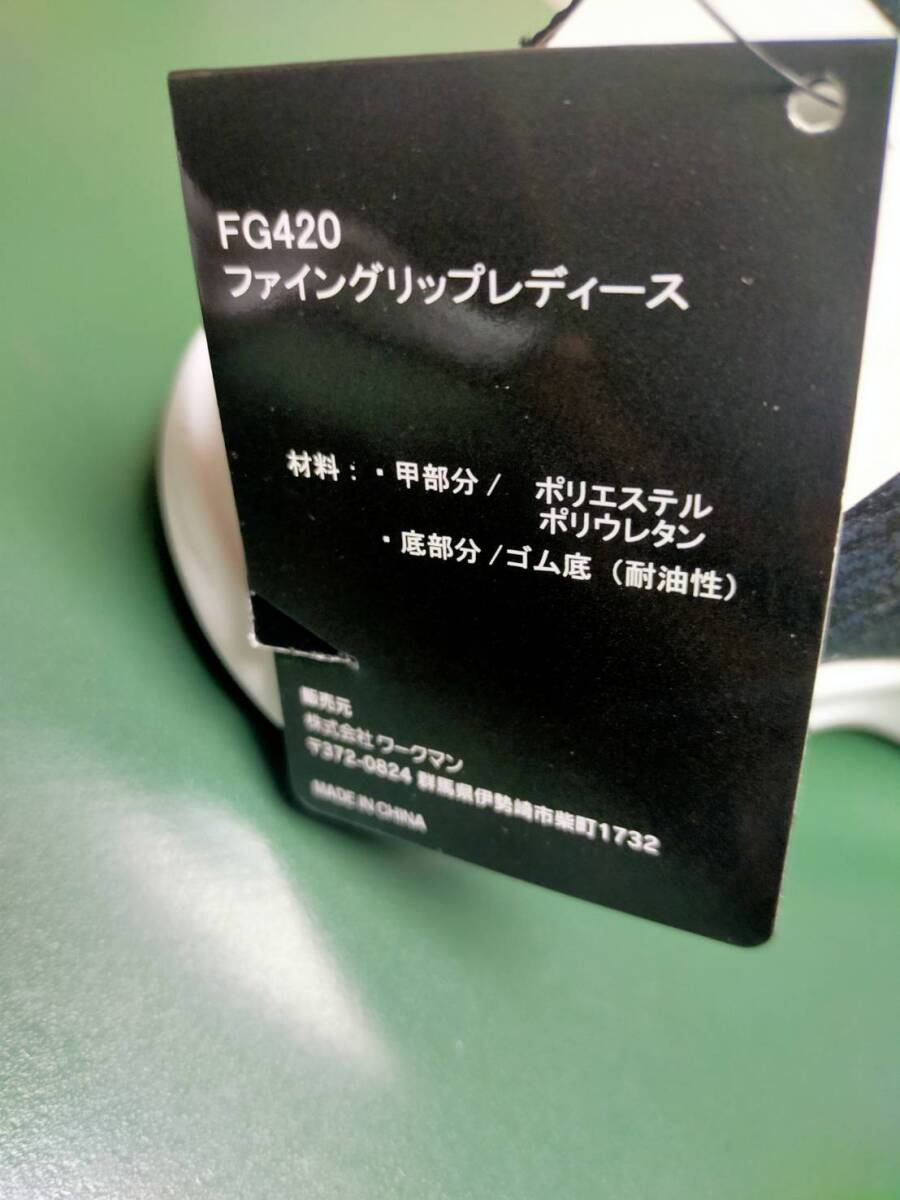 FG420
ファイングリップレディース
材料：・甲部分/ ポリエステル
ポリウレタン
・底部分/ゴム底（耐油性）
販売元
株式会社 ワークマン
〒372-0824 群馬県伊勢崎市柴町1732
MADE IN CHINA